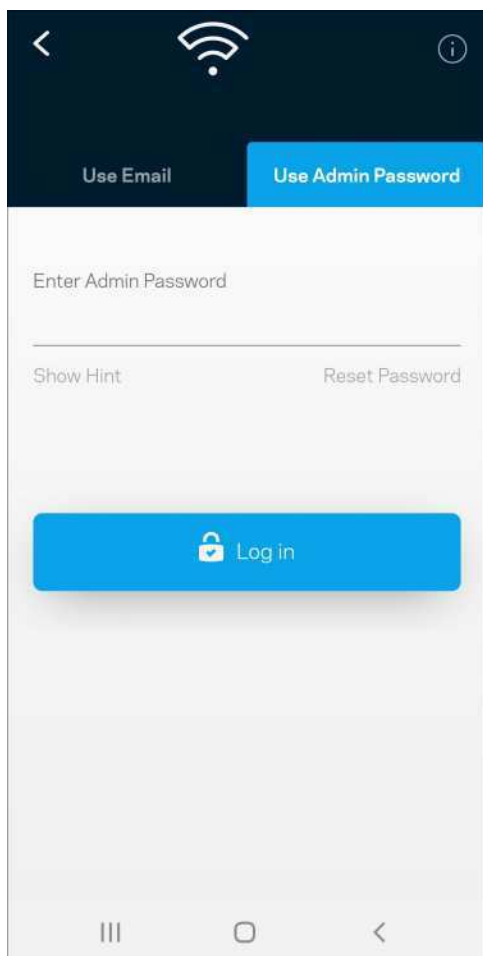 Use Email
Use Admin Password
Enter Admin Password
Show Hint
Reset Password
Log in